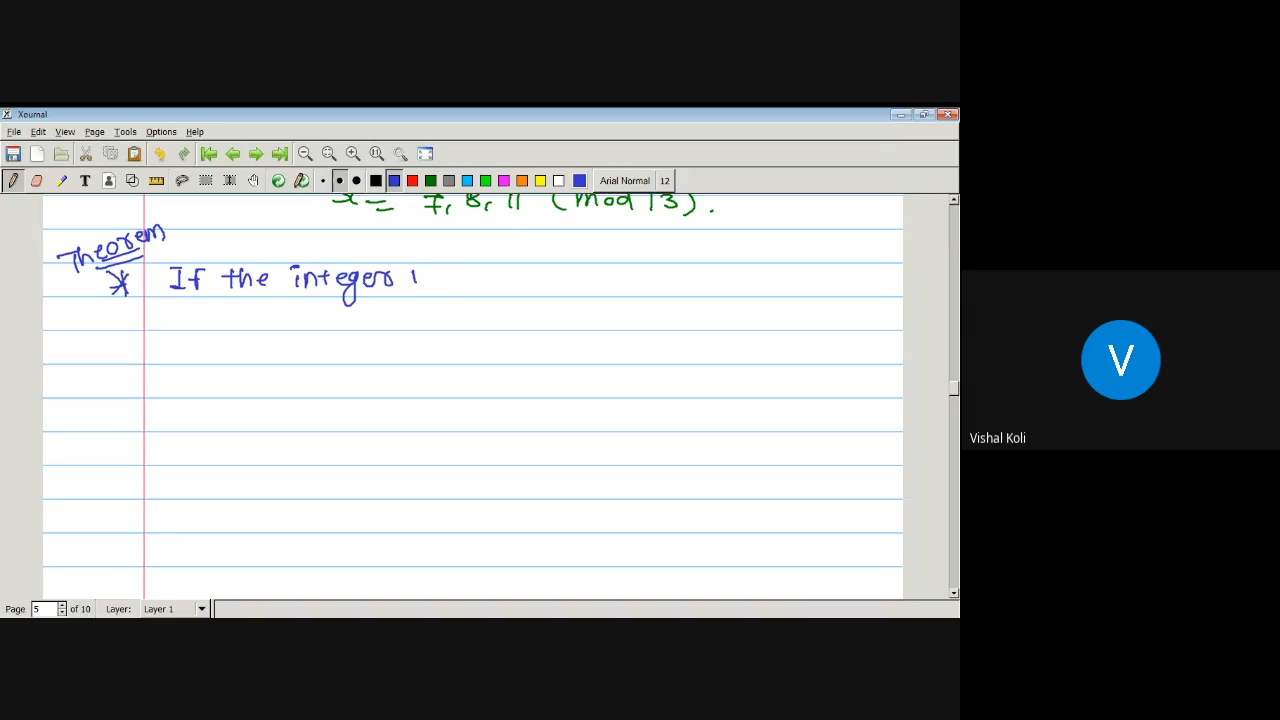 Xournal
File Edit View Page Tools Options Help
Arial Normal 12
x ≡ 7, 8, 11 (mod 13).
Theorem
* If the integer
Page 5 of 10 Layer: Layer 1
V
Vishal Koli